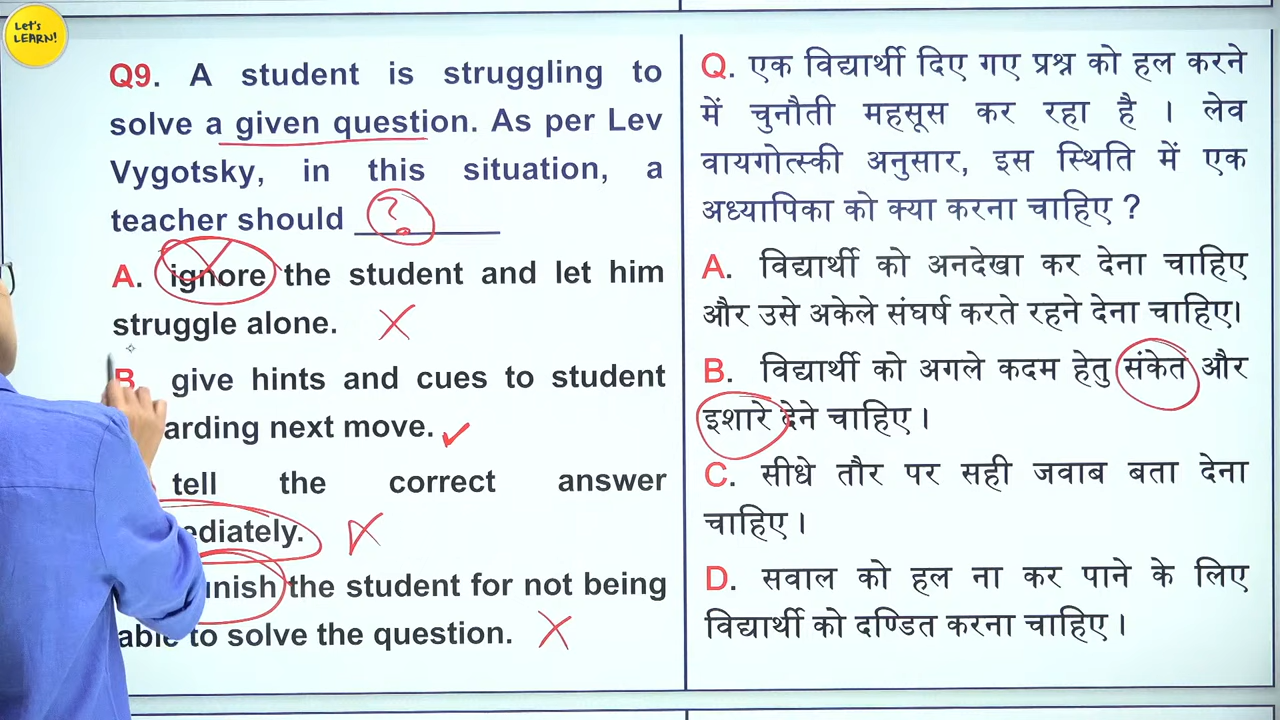 Let's
LEARN!
Q9. A student is struggling to
solve a given question. As per Lev
Vygotsky, in this situation, a
teacher should ________
?
A. ignore the student and let him
struggle alone.
B give hints and cues to student
arding next move.
tell the correct answer
ediately.
unish the student for not being
able to solve the question.
Q. एक विद्यार्थी दिए गए प्रश्न को हल करने
में चुनौती महसूस कर रहा है । लेव
वायगोत्स्की अनुसार, इस स्थिति में एक
अध्यापिका को क्या करना चाहिए ?
A. विद्यार्थी को अनदेखा कर देना चाहिए
और उसे अकेले संघर्ष करते रहने देना चाहिए।
B. विद्यार्थी को अगले कदम हेतु संकेत और
इशारे देने चाहिए।
C. सीधे तौर पर सही जवाब बता देना
चाहिए।
D. सवाल को हल ना कर पाने के लिए
विद्यार्थी को दण्डित करना चाहिए।